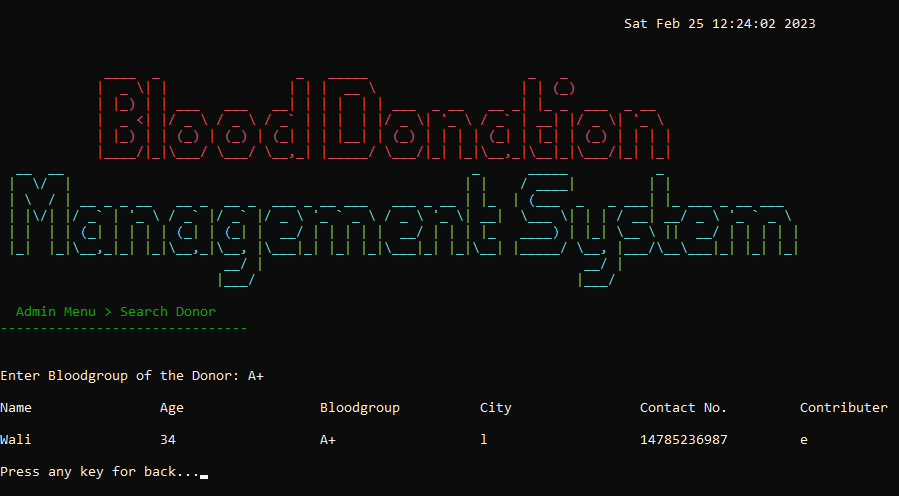 Sat Feb 25 12:24:02 2023
Blood Donation
Management System
Admin Menu > Search Donor
-------------------------------
Enter Bloodgroup of the Donor: A+
Name Age Bloodgroup City Contact No. Contributer
Wali 34 A+ l 14785236987 e
Press any key for back...